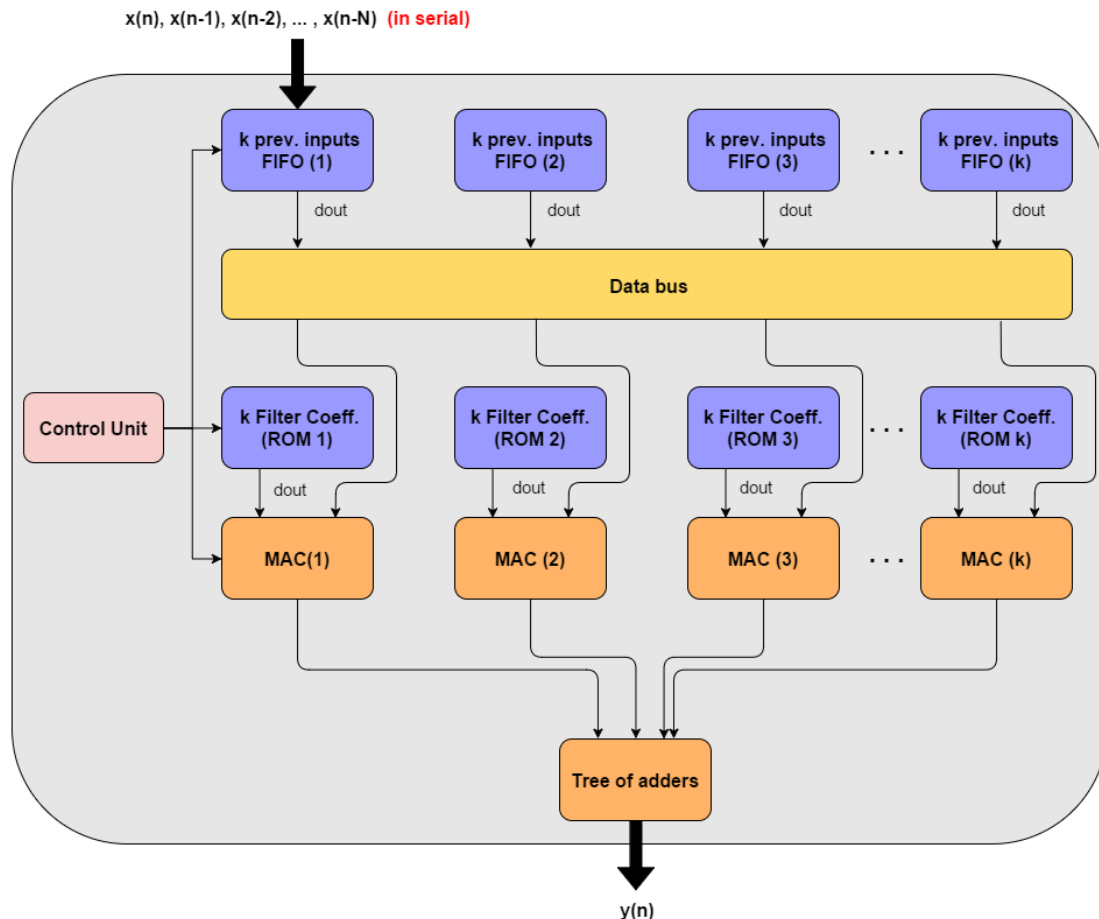 x(n), x(n-1), x(n-2), ... , x(n-N) (in serial)
k prev. inputs
FIFO (1)
k prev. inputs
FIFO (2)
k prev. inputs
FIFO (3)
. . .
k prev. inputs
FIFO (k)
dout
dout
dout
dout
Data bus
Control Unit
k Filter Coeff.
(ROM 1)
k Filter Coeff.
(ROM 2)
k Filter Coeff.
(ROM 3)
. . .
k Filter Coeff.
(ROM k)
dout
dout
dout
dout
MAC(1)
MAC (2)
MAC (3)
. . .
MAC (k)
Tree of adders
y(n)